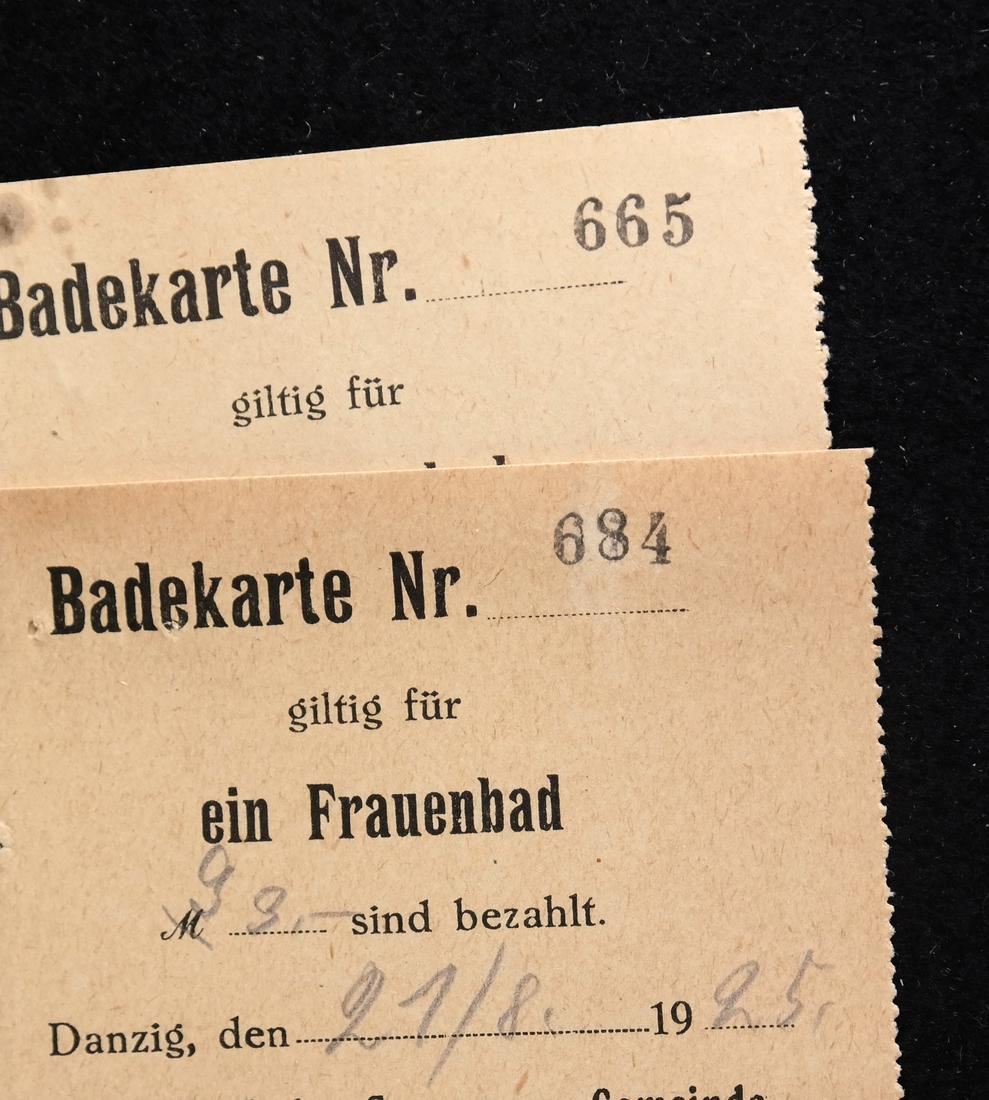 665
Badekarte Nr.
giltig für
684
Badekarte Nr.
giltig für
ein Frauenbad
M 3.– sind bezahlt.
Danzig, den 21/8. 1925.
Gemeinde